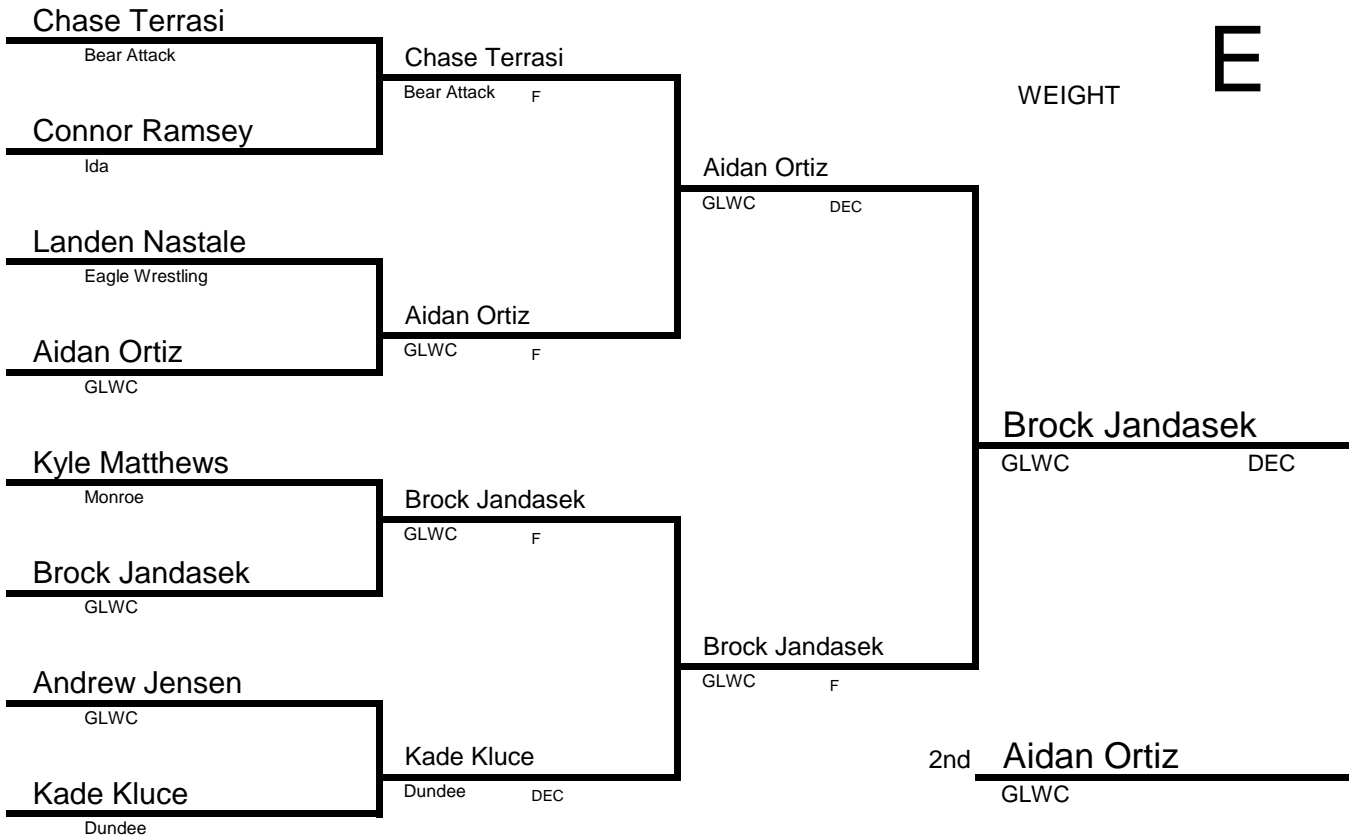 Chase Terrasi
Bear Attack
Chase Terrasi
Bear Attack F
E
WEIGHT
Connor Ramsey
Ida
Aidan Ortiz
GLWC DEC
Landen Nastale
Eagle Wrestling
Aidan Ortiz
GLWC F
Aidan Ortiz
GLWC
Brock Jandasek
GLWC DEC
Kyle Matthews
Monroe
Brock Jandasek
GLWC F
Brock Jandasek
GLWC
Brock Jandasek
GLWC F
Andrew Jensen
GLWC
Kade Kluce
Dundee DEC
2nd Aidan Ortiz
GLWC
Kade Kluce
Dundee